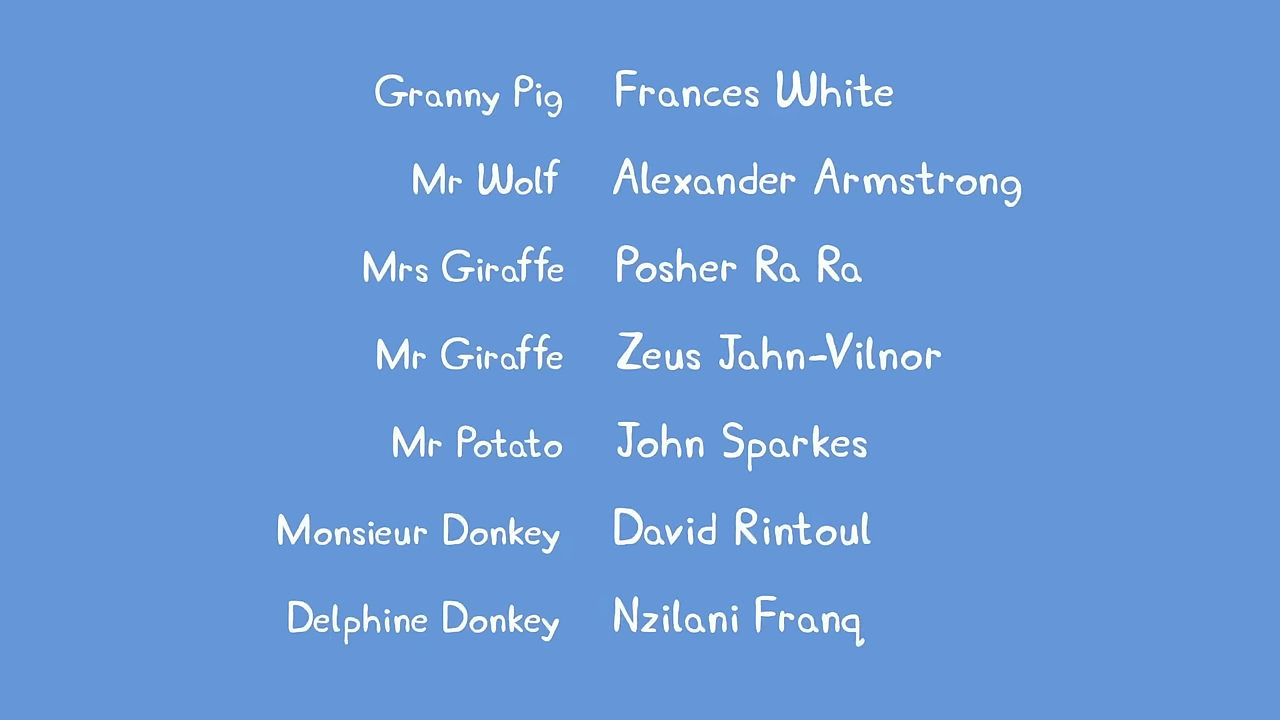 Granny Pig Frances White
Mr Wolf Alexander Armstrong
Mrs Giraffe Posher Ra Ra
Mr Giraffe Zeus Jahn-Vilnor
Mr Potato John Sparkes
Monsieur Donkey David Rintoul
Delphine Donkey Nzilani Franq